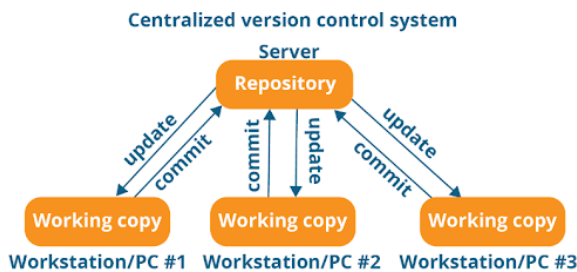 Centralized version control system
Server
Repository
update
commit
commit
update
commit
update
Working copy
Working copy
Working copy
Workstation/PC #1
Workstation/PC #2
Workstation/PC #3